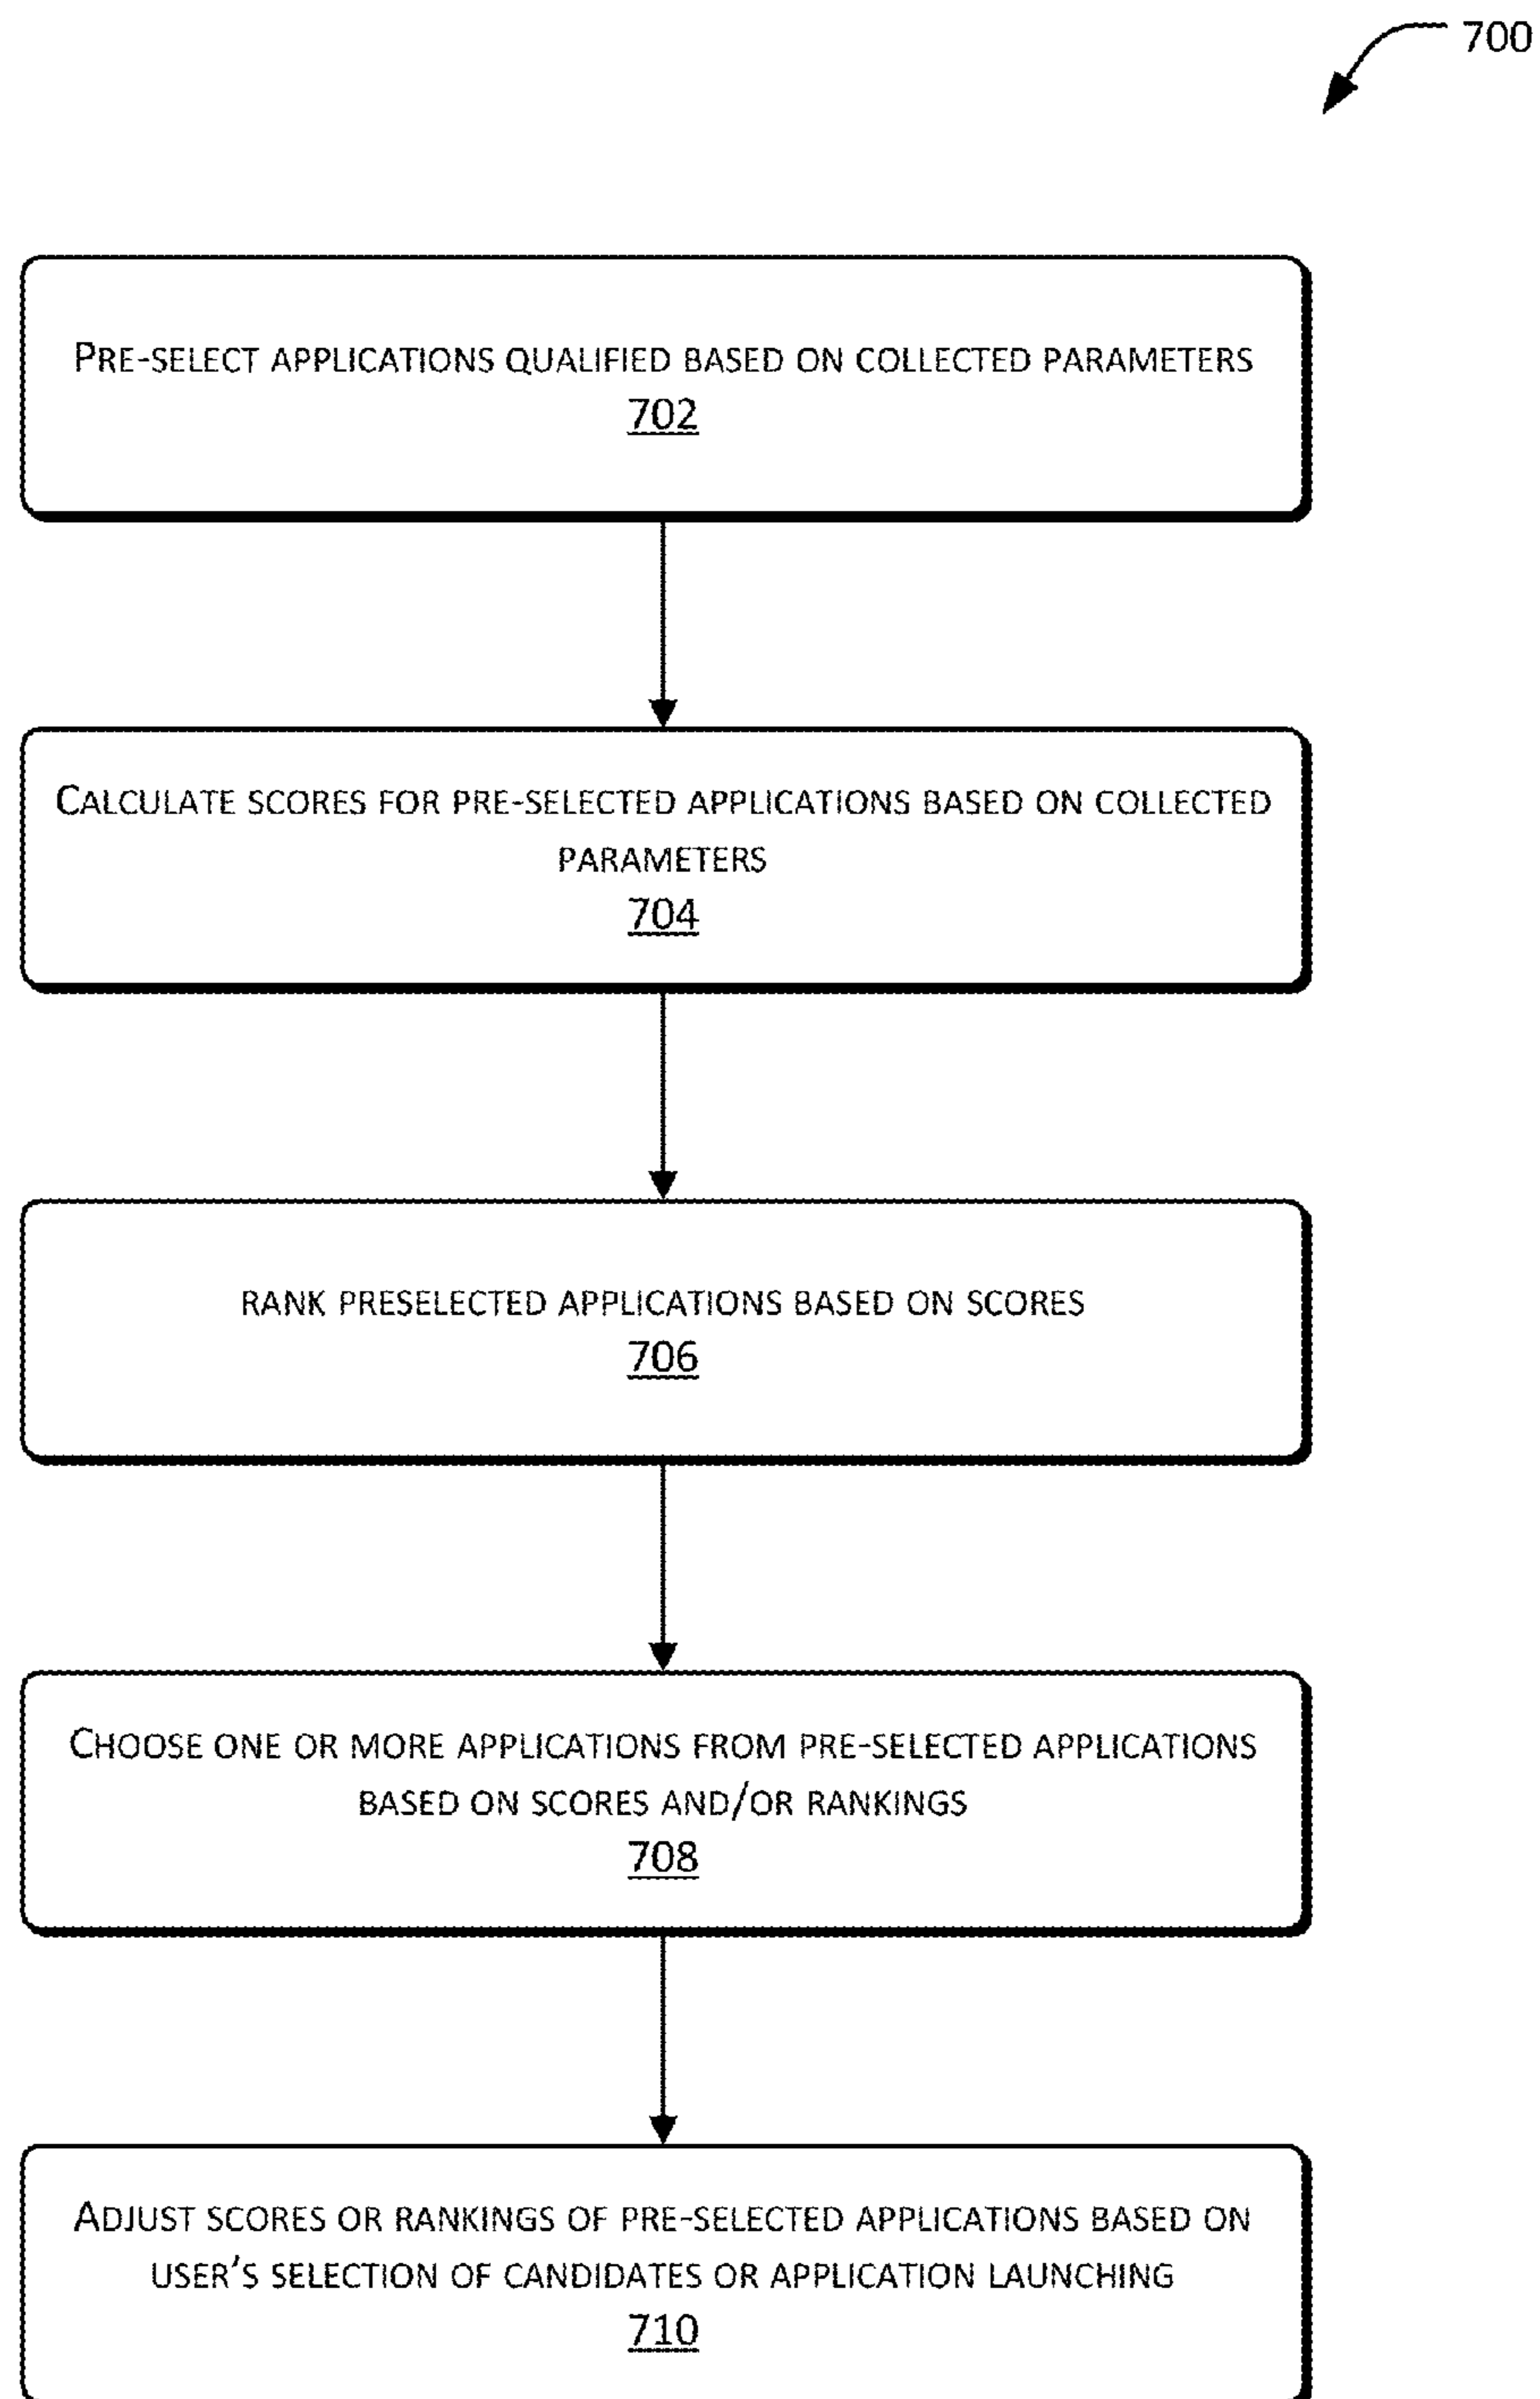 700
PRE-SELECT APPLICATIONS QUALIFIED BASED ON COLLECTED PARAMETERS
702
CALCULATE SCORES FOR PRE-SELECTED APPLICATIONS BASED ON COLLECTED
PARAMETERS
704
RANK PRESELECTED APPLICATIONS BASED ON SCORES
706
CHOOSE ONE OR MORE APPLICATIONS FROM PRE-SELECTED APPLICATIONS
BASED ON SCORES AND/OR RANKINGS
708
ADJUST SCORES OR RANKINGS OF PRE-SELECTED APPLICATIONS BASED ON
USER'S SELECTION OF CANDIDATES OR APPLICATION LAUNCHING
710